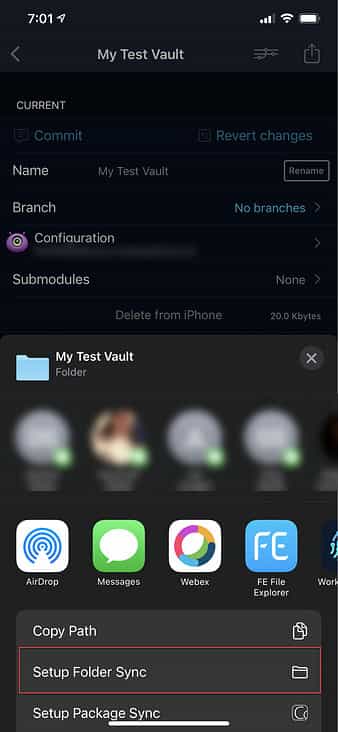 7:01
My Test Vault
CURRENT
Commit
Revert changes
Name
My Test Vault
Rename
Branch
No branches
Configuration
Submodules
None
Delete from iPhone
20.0 Kbytes
My Test Vault
Folder
AirDrop
Messages
Webex
FE
FE File
Explorer
Work
Copy Path
Setup Folder Sync
Setup Package Sync